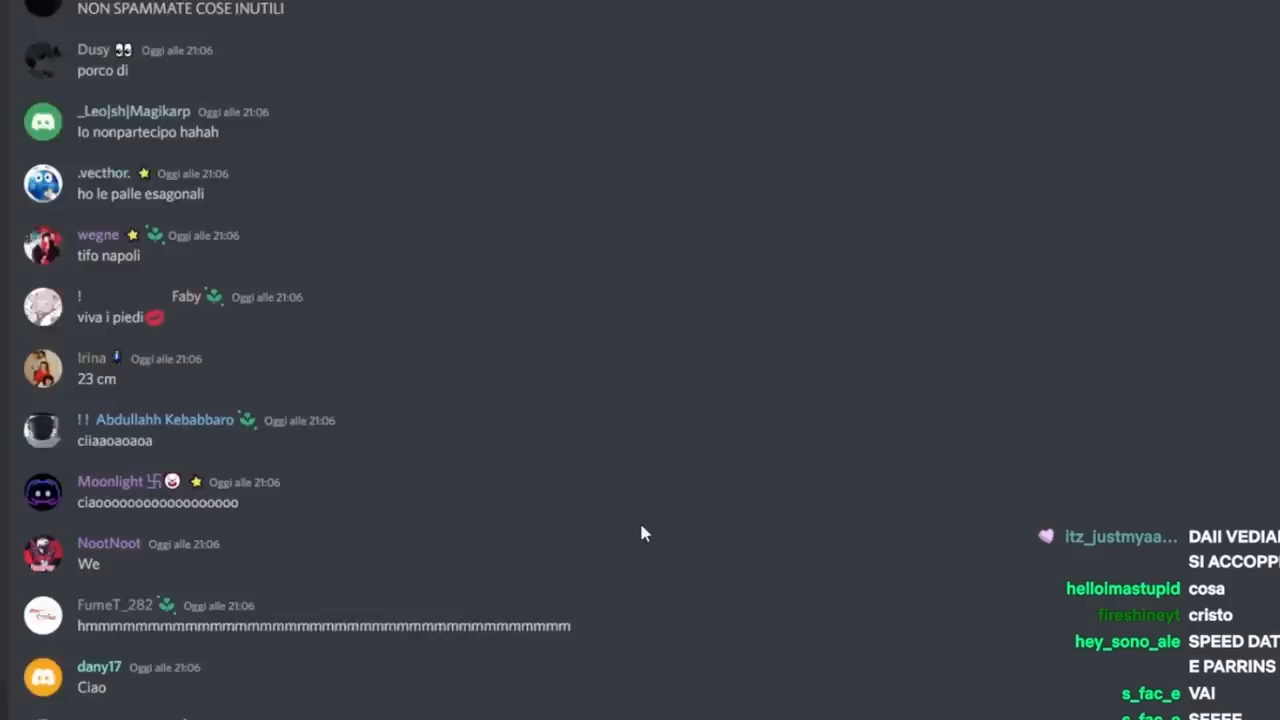 NON SPAMMATE COSE INUTILI
Dusy 👀 Oggi alle 21:06
porco di
_Leo|sh|Magikarp Oggi alle 21:06
Io nonpartecipo hahah
.vecthor. ⭐ Oggi alle 21:06
ho le palle esagonali
wegne ⭐ Oggi alle 21:06
tifo napoli
! Faby Oggi alle 21:06
viva i piedi💋
Irina Oggi alle 21:06
23 cm
!! Abdullahh Kebabbaro Oggi alle 21:06
ciiaaoaoaoa
Moonlight 卐🤡 ⭐ Oggi alle 21:06
ciaoooooooooooooooooo
NootNoot Oggi alle 21:06
We
FumeT_282 Oggi alle 21:06
hmmmmmmmmmmmmmmmmmmmmmmmmmmmmmmmmmmmmmm
dany17 Oggi alle 21:06
Ciao
itz_justmyaa... DAII VEDIA
SI ACCOPP
helloimastupid cosa
fireshineyt cristo
hey_sono_ale SPEED DAT
E PARRINS
s_fac_e VAI
s_fac_e SEEEE